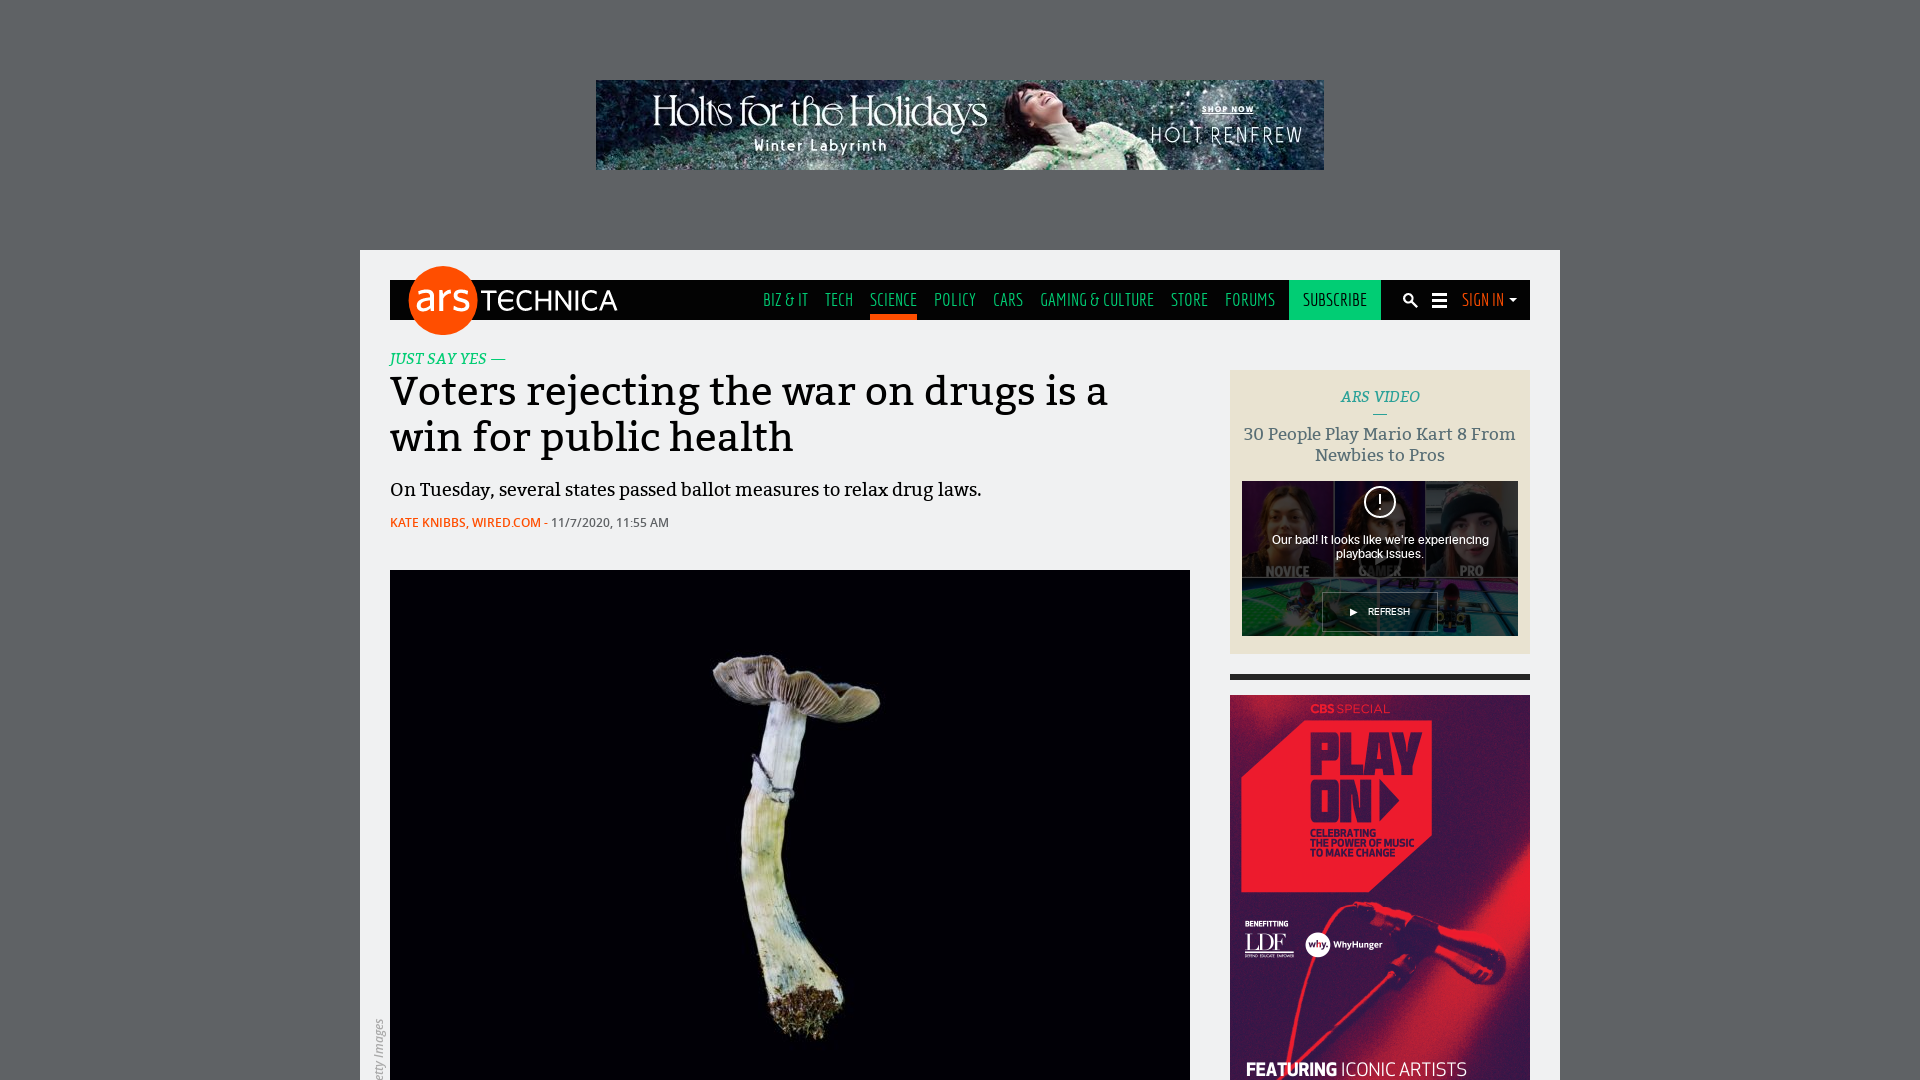 Holts for the Holidays
Winter Labyrinth
SHOP NOW
HOLT RENFREW
ars TECHNICA
BIZ & IT TECH SCIENCE POLICY CARS GAMING & CULTURE STORE FORUMS SUBSCRIBE SIGN IN
JUST SAY YES —
Voters rejecting the war on drugs is a
win for public health
On Tuesday, several states passed ballot measures to relax drug laws.
KATE KNIBBS, WIRED.COM - 11/7/2020, 11:55 AM
etty Images
ARS VIDEO
30 People Play Mario Kart 8 From
Newbies to Pros
Our bad! It looks like we're experiencing
playback issues.
NOVICE GAMER PRO
REFRESH
CBS SPECIAL
PLAY
ON
CELEBRATING
THE POWER OF MUSIC
TO MAKE CHANGE
BENEFITTING
LDF
DEFEND EDUCATE EMPOWER
why. WhyHunger
FEATURING ICONIC ARTISTS